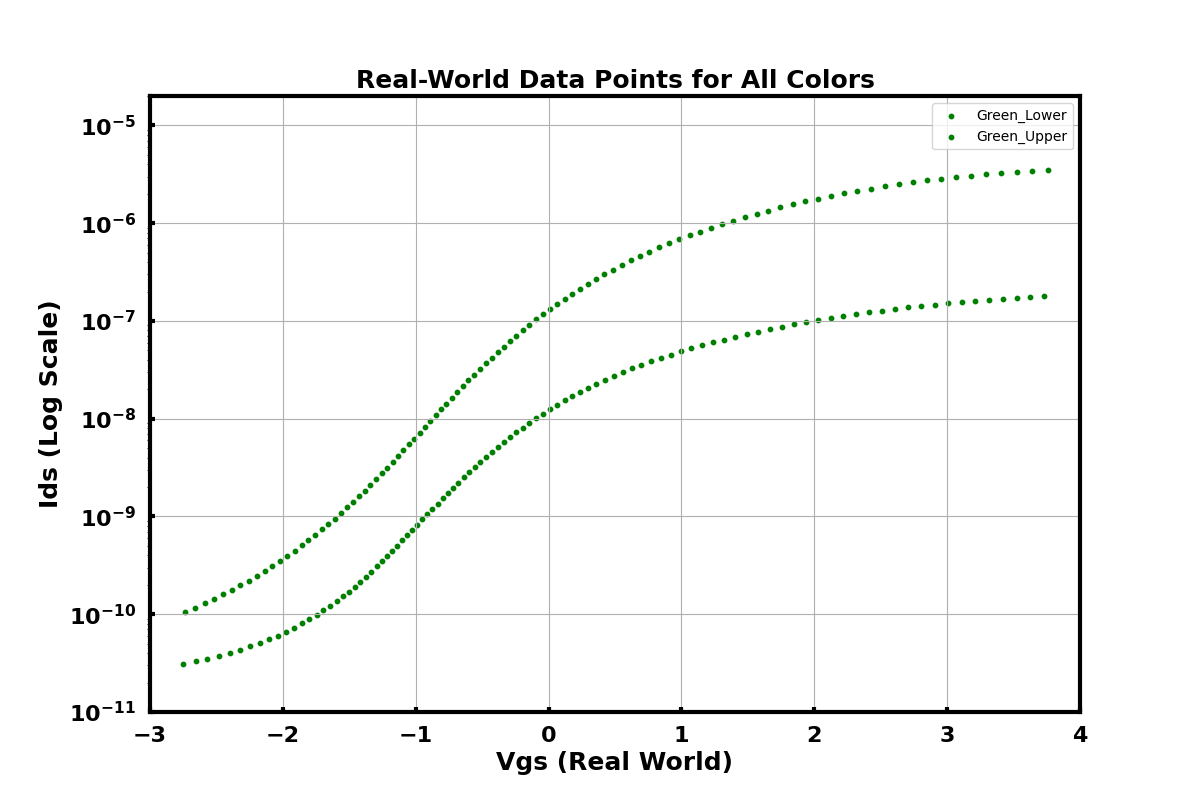 Real-World Data Points for All Colors
Green_Lower
Green_Upper
10⁻⁵
10⁻⁶
10⁻⁷
10⁻⁸
10⁻⁹
10⁻¹⁰
10⁻¹¹
Ids (Log Scale)
−3 −2 −1 0 1 2 3 4
Vgs (Real World)